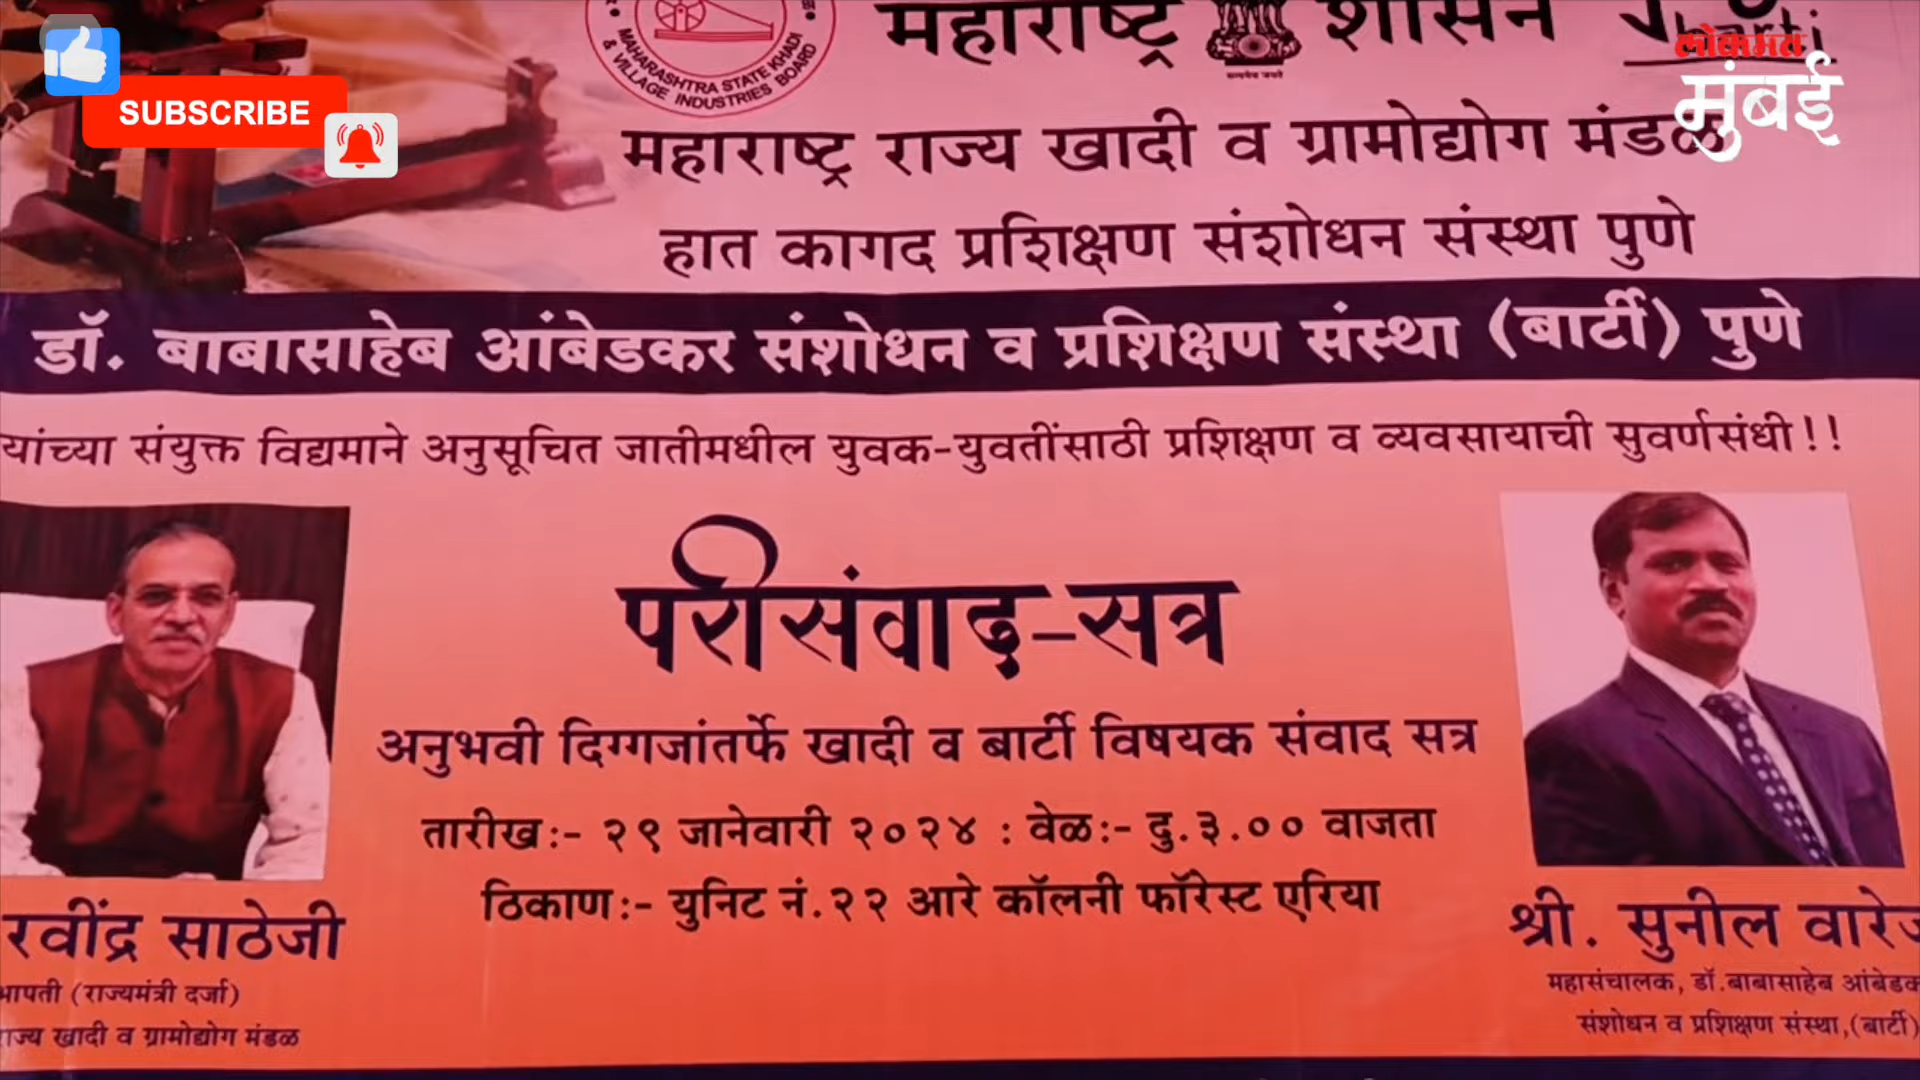 SUBSCRIBE
MAHARASHTRA STATE KHADI
& VILLAGE INDUSTRIES BOARD
महाराष्ट्र शासन
सत्यमेव जयते
लोकमत
मुंबई
महाराष्ट्र राज्य खादी व ग्रामोद्योग मंडळ
हात कागद प्रशिक्षण संशोधन संस्था पुणे
डॉ. बाबासाहेब आंबेडकर संशोधन व प्रशिक्षण संस्था (बार्टी) पुणे
यांच्या संयुक्त विद्यमाने अनुसूचित जातीमधील युवक-युवतींसाठी प्रशिक्षण व व्यवसायाची सुवर्णसंधी!!
परीसंवाद-सत्र
अनुभवी दिग्गजांतर्फे खादी व बार्टी विषयक संवाद सत्र
तारीख:- २९ जानेवारी २०२४ : वेळ:- दु.३.०० वाजता
ठिकाण:- युनिट नं.२२ आरे कॉलनी फॉरेस्ट एरिया
रवींद्र साठेजी
(राज्यमंत्री दर्जा)
खादी व ग्रामोद्योग मंडळ
श्री. सुनील
महासंचालक, डॉ.बाबासाहेब
संशोधन व प्रशिक्षण संस्था,(बार्टी)